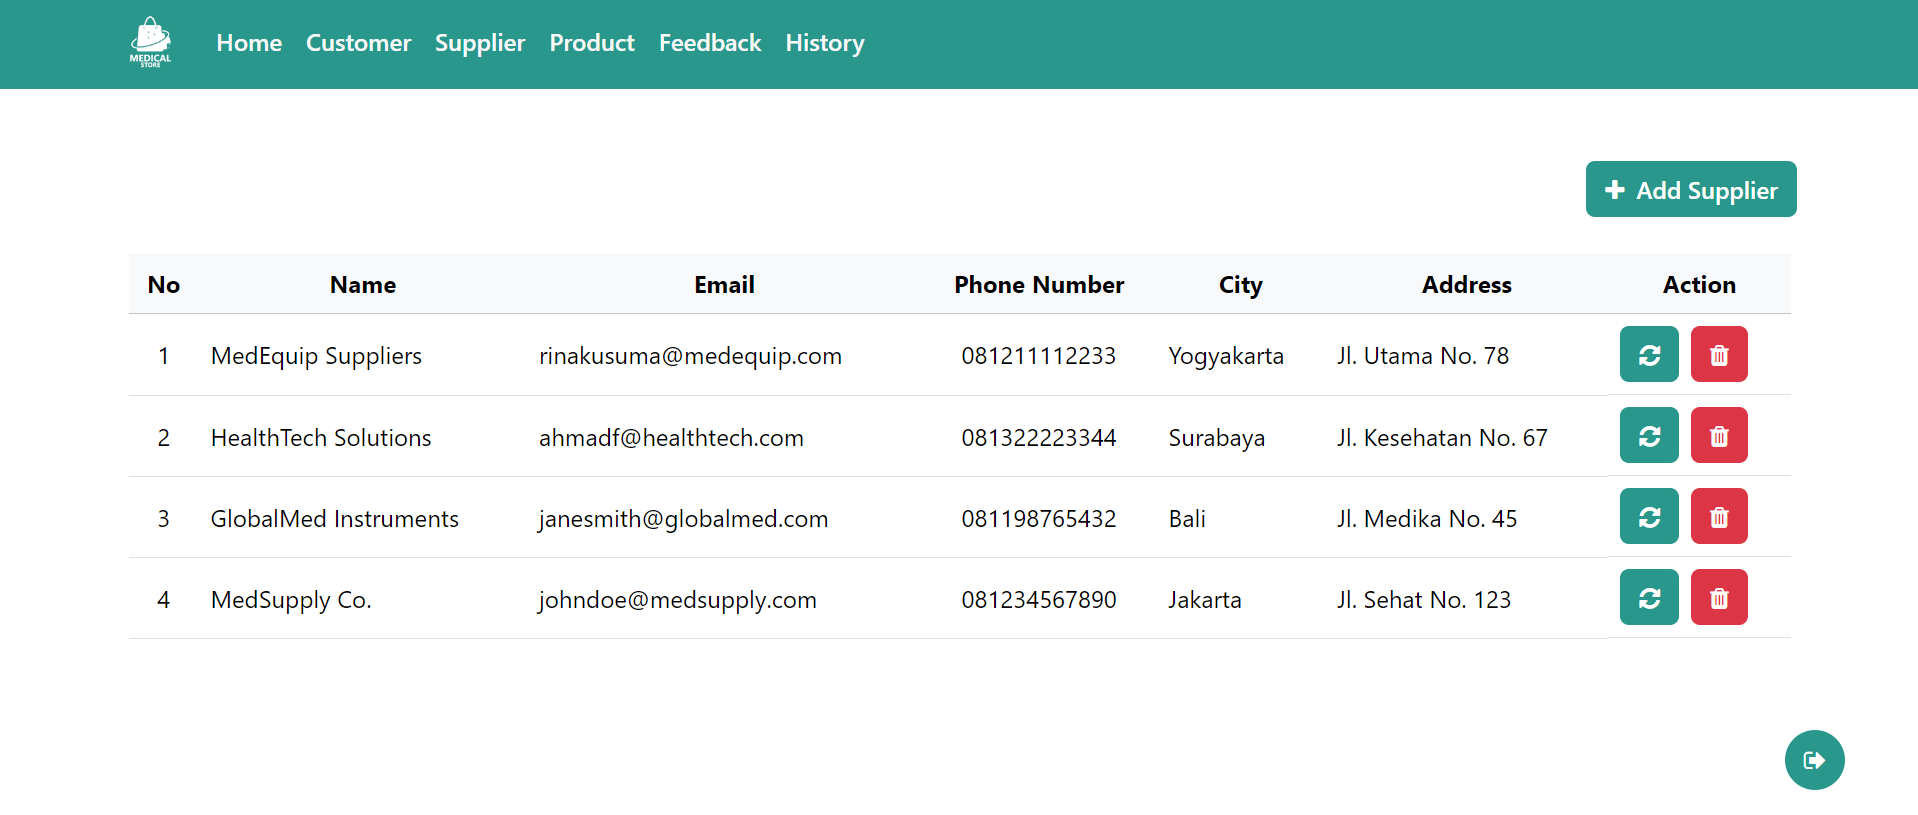 MEDICAL
STORE
Home Customer Supplier Product Feedback History
Add Supplier
No Name Email Phone Number City Address Action
1 MedEquip Suppliers rinakusuma@medequip.com 081211112233 Yogyakarta Jl. Utama No. 78
2 HealthTech Solutions ahmadf@healthtech.com 081322223344 Surabaya Jl. Kesehatan No. 67
3 GlobalMed Instruments janesmith@globalmed.com 081198765432 Bali Jl. Medika No. 45
4 MedSupply Co. johndoe@medsupply.com 081234567890 Jakarta Jl. Sehat No. 123